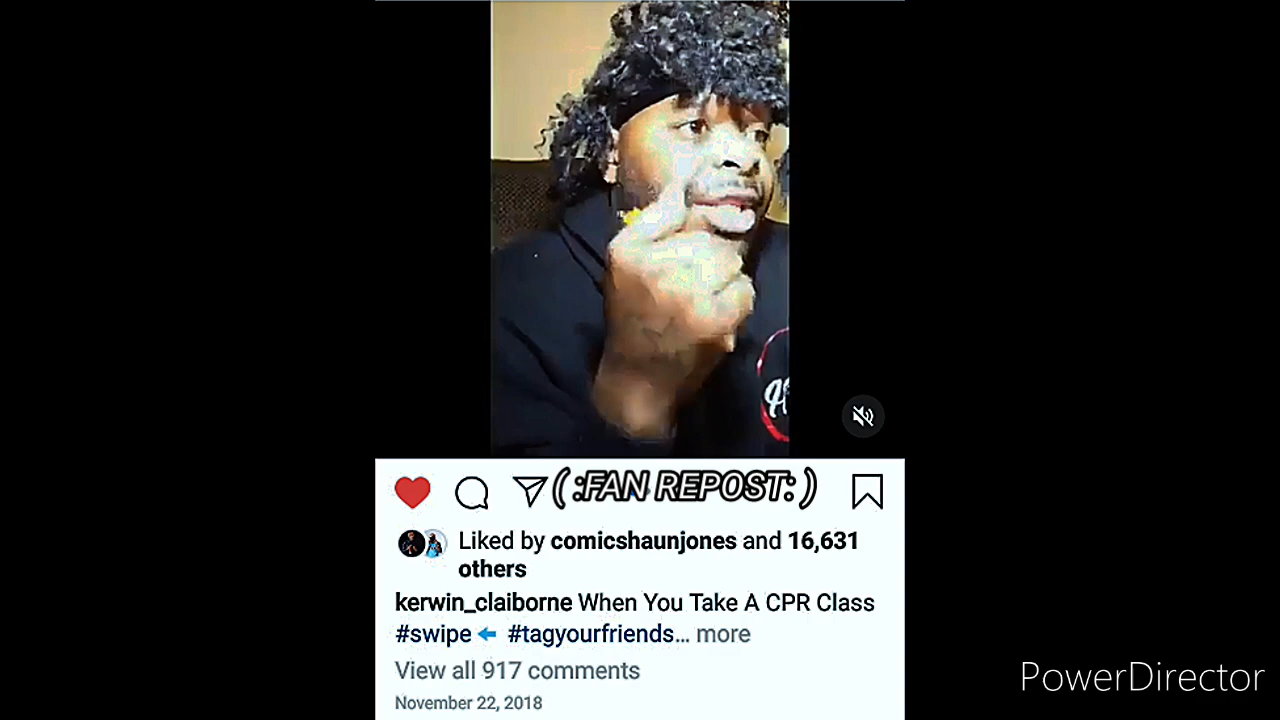 ( :FAN REPOST: )
Liked by comicshaunjones and 16,631
others
kerwin_claiborne When You Take A CPR Class
#swipe #tagyourfriends... more
View all 917 comments
November 22, 2018
PowerDirector